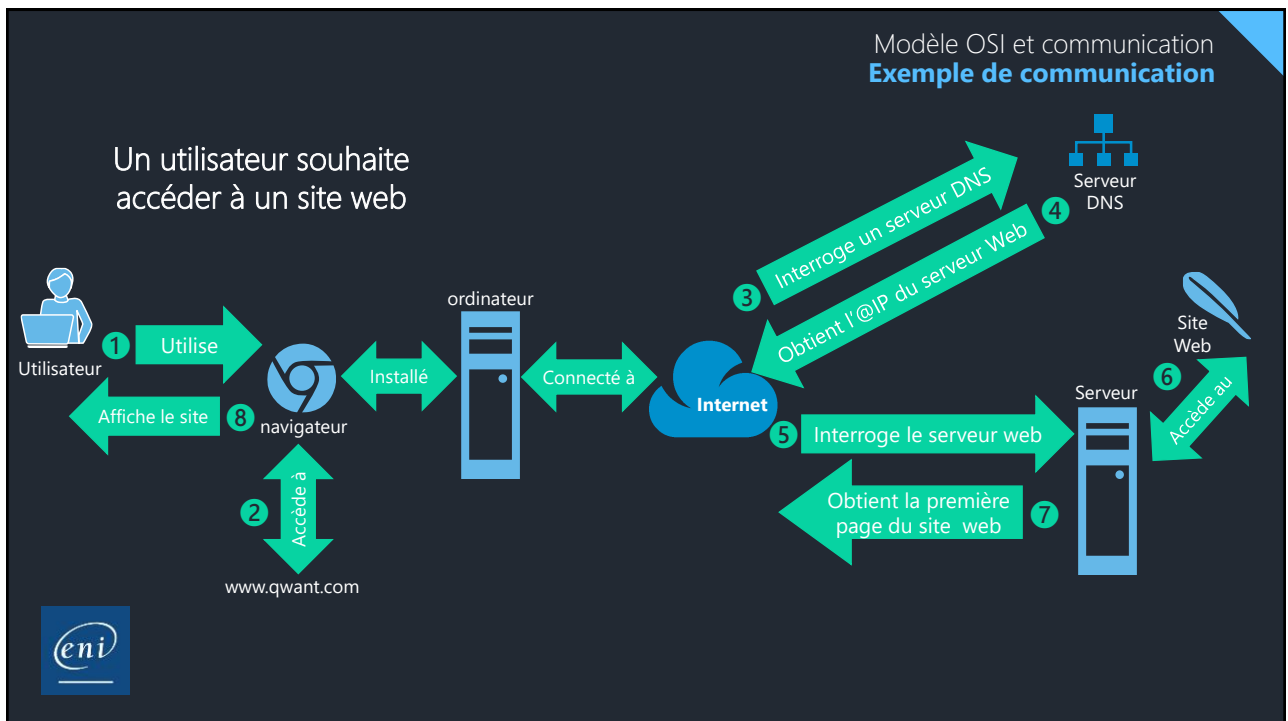 Modèle OSI et communication
Exemple de communication
Un utilisateur souhaite
accéder à un site web
Serveur
DNS
Interroge un serveur DNS
4
3
Obtient l'@IP du serveur Web
ordinateur
Site
Web
Utilisateur
1
Utilise
Installé
Connecté à
Internet
6
Accède au
Serveur
Affiche le site
8
navigateur
5
Interroge le serveur web
2
Accède à
Obtient la première
page du site web
7
www.qwant.com
eni